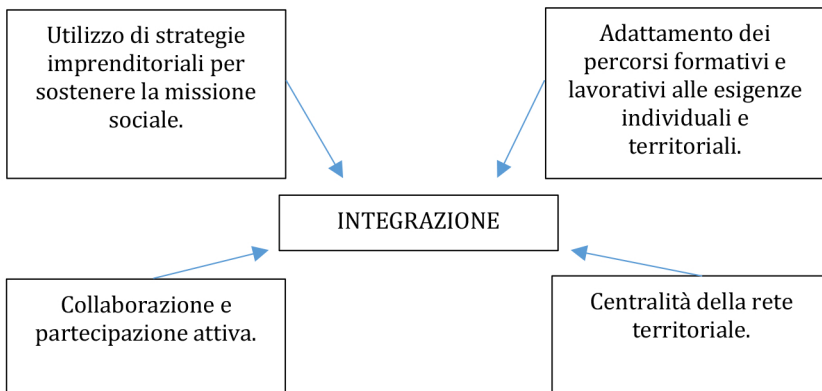 Utilizzo di strategie
imprenditoriali per
sostenere la missione
sociale.
Adattamento dei
percorsi formativi e
lavorativi alle esigenze
individuali e
territoriali.
INTEGRAZIONE
Collaborazione e
partecipazione attiva.
Centralità della rete
territoriale.